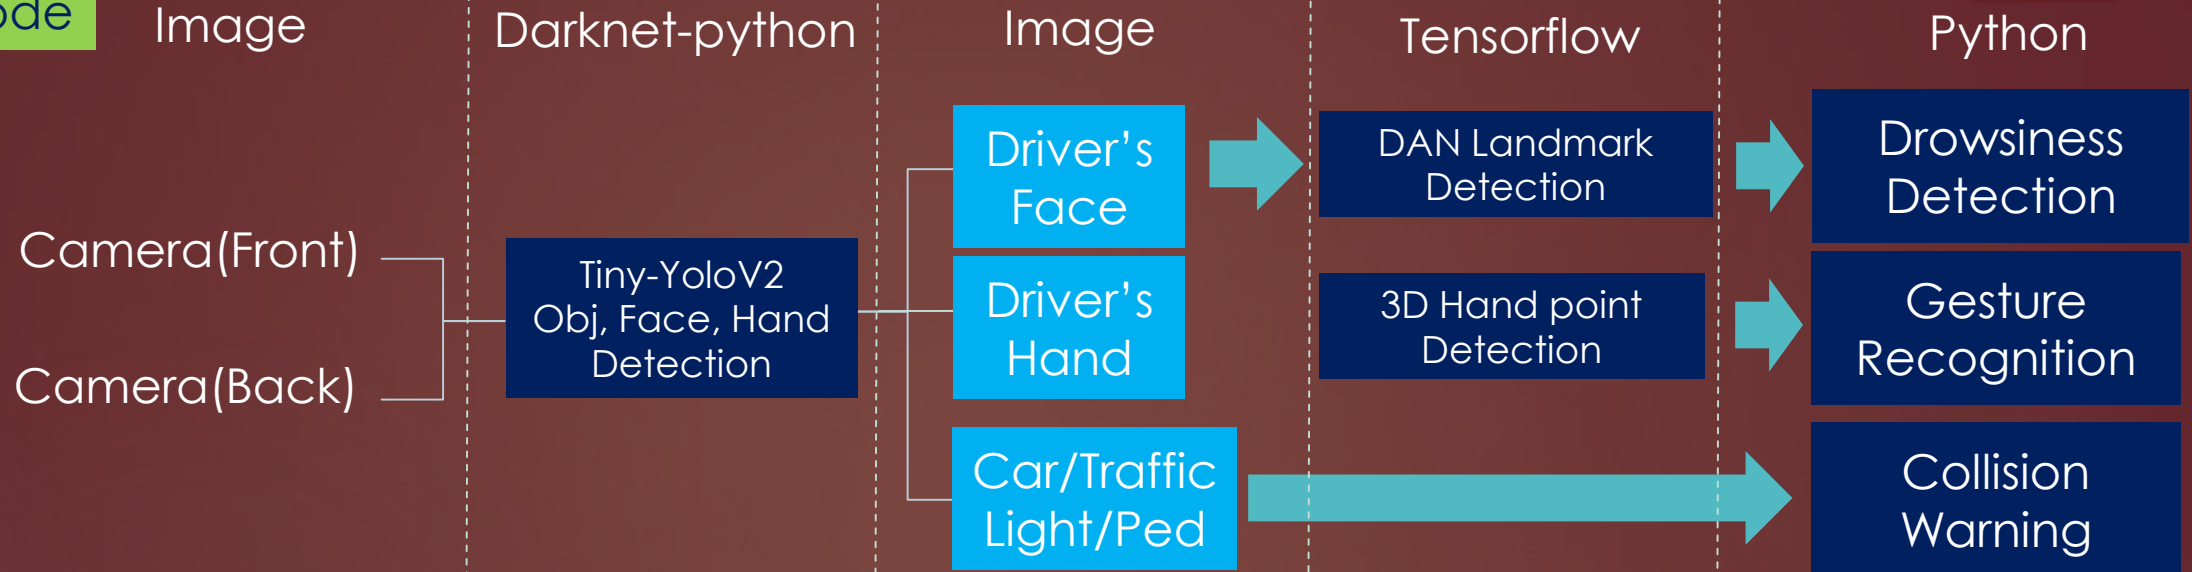 Image
Darknet-python
Image
Tensorflow
Python
Camera(Front)
Camera(Back)
Tiny-YoloV2
Obj, Face, Hand
Detection
Driver's
Face
Driver's
Hand
Car/Traffic
Light/Ped
DAN Landmark
Detection
3D Hand point
Detection
Drowsiness
Detection
Gesture
Recognition
Collision
Warning